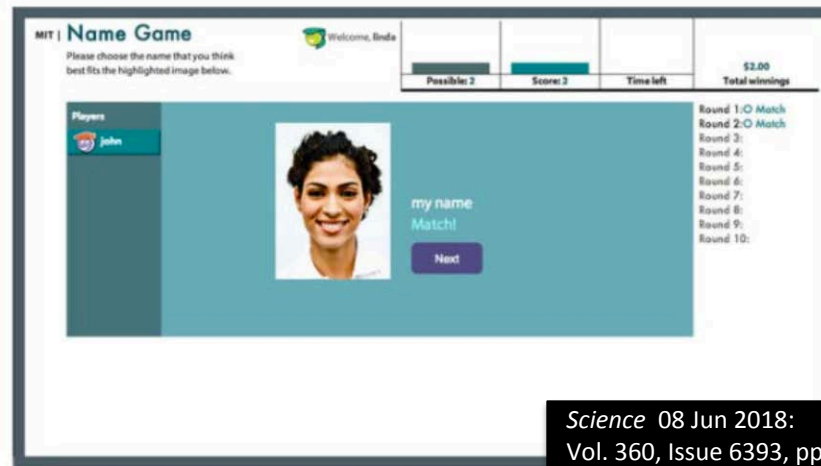 MIT | Name Game
Please choose the name that you think
best fits the highlighted image below.
Welcome, linda
Possible: 2
Score: 2
Time left
$2.00
Total winnings
Players
john
my name
Match!
Next
Round 1:O Match
Round 2:O Match
Round 3:
Round 4:
Round 5:
Round 6:
Round 7:
Round 8:
Round 9:
Round 10:
Science 08 Jun 2018:
Vol. 360, Issue 6393, pp